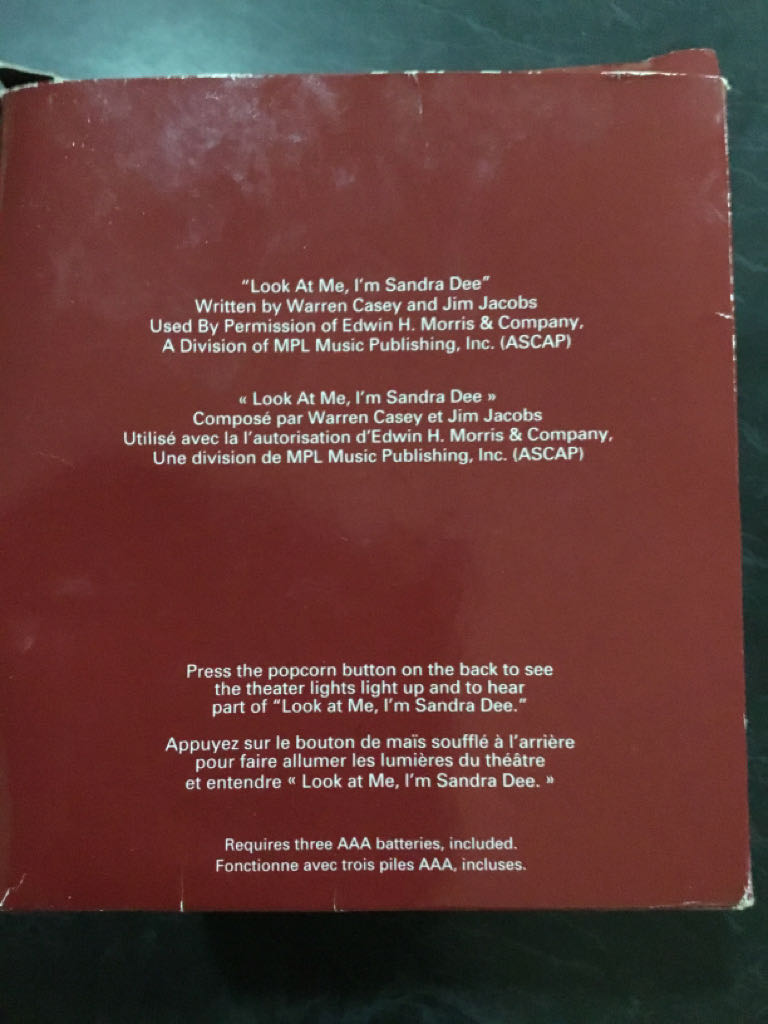 “Look At Me, I’m Sandra Dee”
Written by Warren Casey and Jim Jacobs
Used By Permission of Edwin H. Morris & Company,
A Division of MPL Music Publishing, Inc. (ASCAP)
« Look At Me, I’m Sandra Dee »
Composé par Warren Casey et Jim Jacobs
Utilisé avec la l’autorisation d’Edwin H. Morris & Company,
Une division de MPL Music Publishing, Inc. (ASCAP)
Press the popcorn button on the back to see
the theater lights light up and to hear
part of “Look at Me, I’m Sandra Dee.”
Appuyez sur le bouton de maïs soufflé à l’arrière
pour faire allumer les lumières du théâtre
et entendre « Look at Me, I’m Sandra Dee. »
Requires three AAA batteries, included.
Fonctionne avec trois piles AAA, incluses.